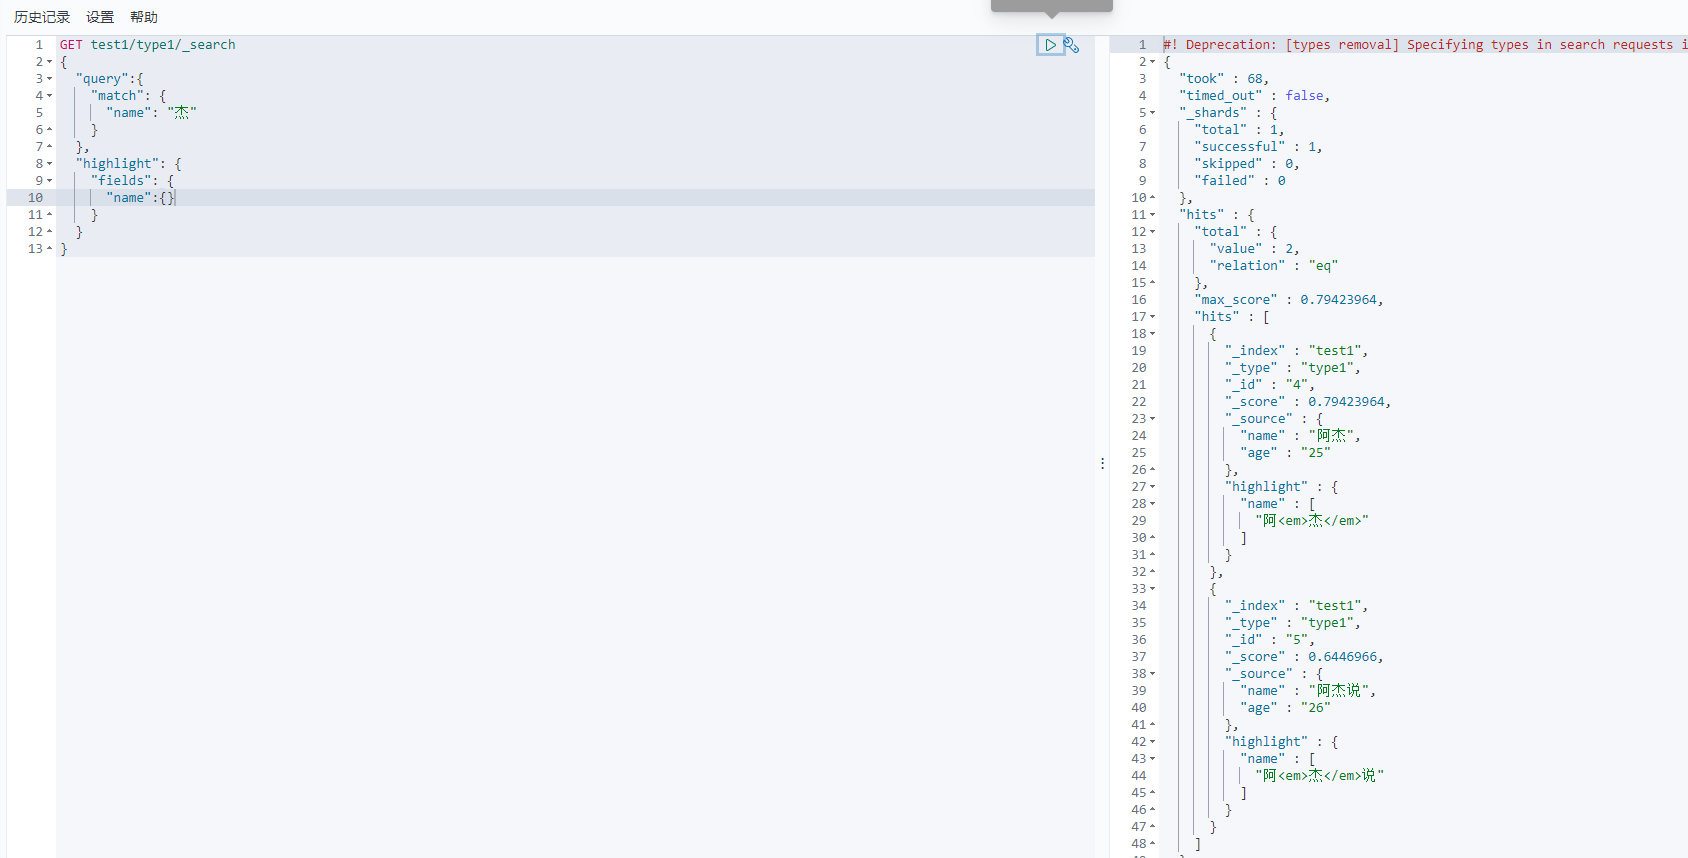 历史记录 设置 帮助
1 GET test1/type1/_search
2 {
3 "query":{
4 "match": {
5 "name": "杰"
6 }
7 },
8 "highlight": {
9 "fields": {
10 "name":{}
11 }
12 }
13 }
1 #! Deprecation: [types removal] Specifying types in search requests i
2 {
3 "took" : 68,
4 "timed_out" : false,
5 "_shards" : {
6 "total" : 1,
7 "successful" : 1,
8 "skipped" : 0,
9 "failed" : 0
10 },
11 "hits" : {
12 "total" : {
13 "value" : 2,
14 "relation" : "eq"
15 },
16 "max_score" : 0.79423964,
17 "hits" : [
18 {
19 "_index" : "test1",
20 "_type" : "type1",
21 "_id" : "4",
22 "_score" : 0.79423964,
23 "_source" : {
24 "name" : "阿杰",
25 "age" : "25"
26 },
27 "highlight" : {
28 "name" : [
29 "阿<em>杰</em>"
30 ]
31 }
32 },
33 {
34 "_index" : "test1",
35 "_type" : "type1",
36 "_id" : "5",
37 "_score" : 0.6446966,
38 "_source" : {
39 "name" : "阿杰说",
40 "age" : "26"
41 },
42 "highlight" : {
43 "name" : [
44 "阿<em>杰</em>说"
45 ]
46 }
47 }
48 ]